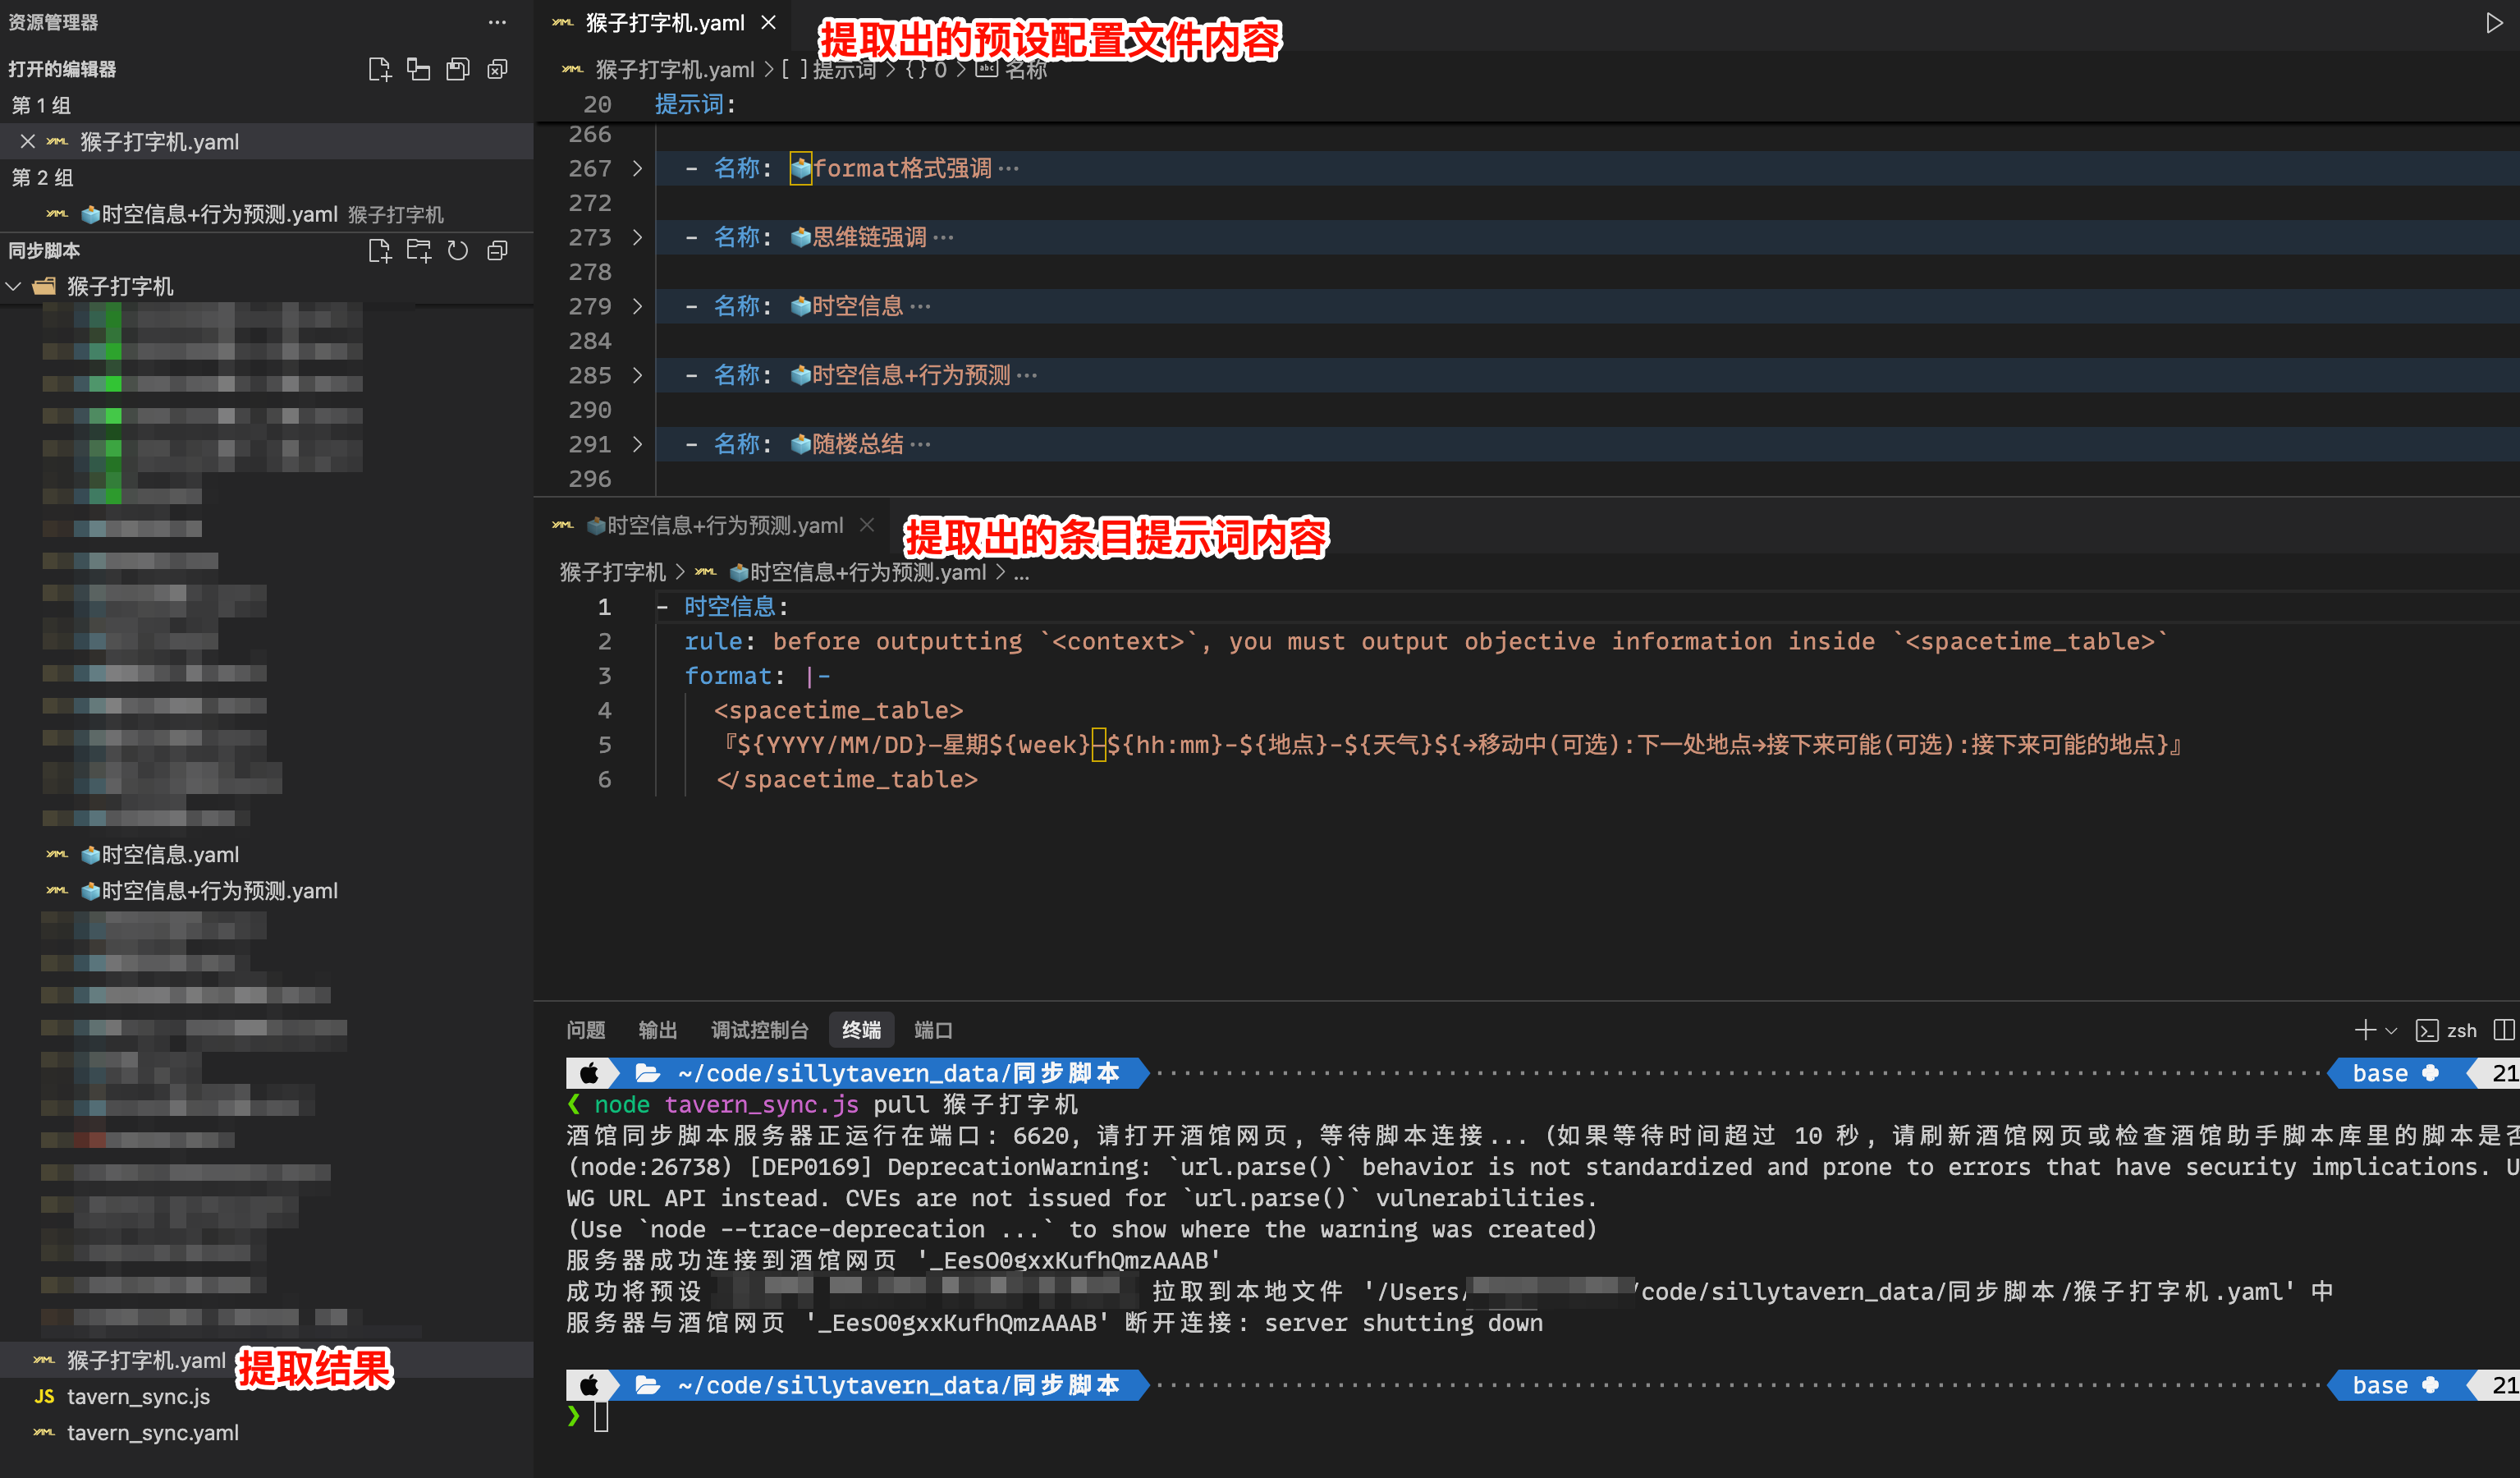 资源管理器
打开的编辑器
第 1 组
猴子打字机.yaml
第 2 组
时空信息+行为预测.yaml 猴子打字机
同步脚本
猴子打字机
时空信息.yaml
时空信息+行为预测.yaml
猴子打字机.yaml
提取结果
JS tavern_sync.js
tavern_sync.yaml
猴子打字机.yaml
提取出的预设配置文件内容
猴子打字机.yaml > [ ] 提示词 > {} 0 > abc 名称
20 提示词:
266
267 - 名称: format格式强调
272
273 - 名称: 思维链强调
278
279 - 名称: 时空信息
284
285 - 名称: 时空信息+行为预测
290
291 - 名称: 随楼总结
296
时空信息+行为预测.yaml
提取出的条目提示词内容
猴子打字机 > 时空信息+行为预测.yaml > ...
1 - 时空信息:
2 rule: before outputting `<context>`, you must output objective information inside `<spacetime_table>`
3 format: |-
4 <spacetime_table>
5 『${YYYY/MM/DD}-星期${week}-${hh:mm}-${地点}-${天气}${→移动中(可选):下一处地点→接下来可能(可选):接下来可能的地点}』
6 </spacetime_table>
问题 输出 调试控制台 终端 端口
zsh
~/code/sillytavern_data/同步脚本 base 21
❮ node tavern_sync.js pull 猴子打字机
酒馆同步脚本服务器正运行在端口: 6620, 请打开酒馆网页, 等待脚本连接... (如果等待时间超过 10 秒, 请刷新酒馆网页或检查酒馆助手脚本库里的脚本是否
(node:26738) [DEP0169] DeprecationWarning: `url.parse()` behavior is not standardized and prone to errors that have security implications. U
WG URL API instead. CVEs are not issued for `url.parse()` vulnerabilities.
(Use `node --trace-deprecation ...` to show where the warning was created)
服务器成功连接到酒馆网页 '_EesO0gxxKufhQmzAAAB'
成功将预设 拉取到本地文件 '/Users/ /code/sillytavern_data/同步脚本/猴子打字机.yaml' 中
服务器与酒馆网页 '_EesO0gxxKufhQmzAAAB' 断开连接: server shutting down
~/code/sillytavern_data/同步脚本 base 21
❯